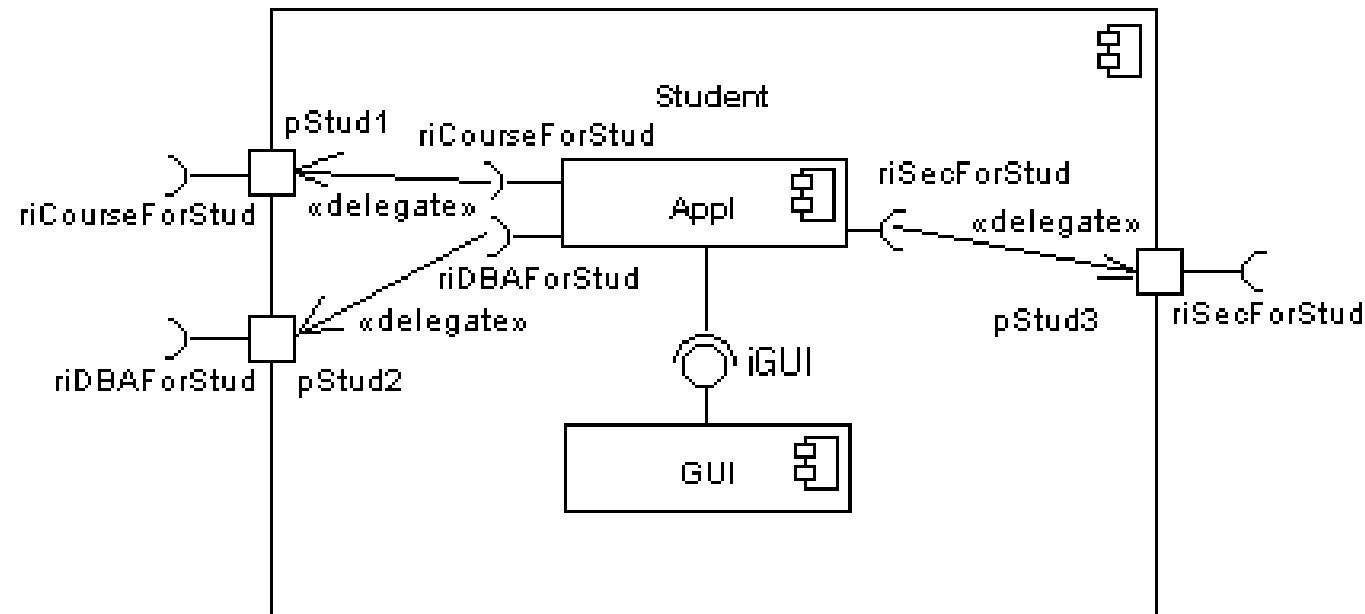 Student
pStud1
riCourseForStud
riCourseForStud
«delegate»
Appl
riSecForStud
«delegate»
riDBAForStud
«delegate»
riDBAForStud
pStud2
pStud3
riSecForStud
iGUI
GUI